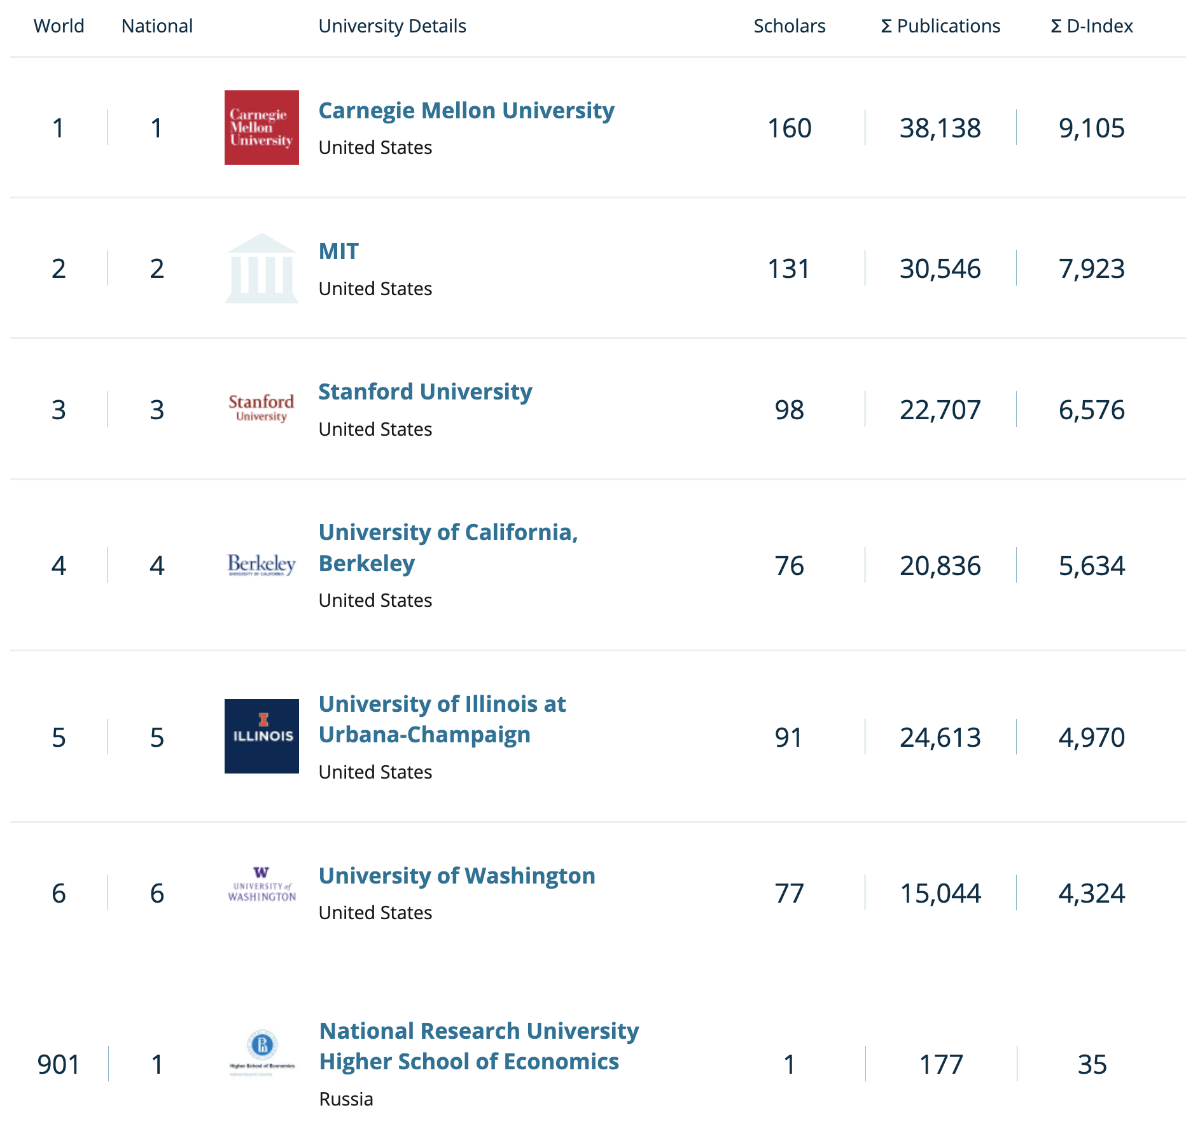 World National University Details Scholars Σ Publications Σ D-Index
1 1 Carnegie Mellon University Carnegie Mellon University United States 160 38,138 9,105
2 2 MIT United States 131 30,546 7,923
3 3 Stanford University Stanford University United States 98 22,707 6,576
4 4 Berkeley UNIVERSITY OF CALIFORNIA University of California, Berkeley United States 76 20,836 5,634
5 5 I ILLINOIS University of Illinois at Urbana-Champaign United States 91 24,613 4,970
6 6 W UNIVERSITY of WASHINGTON University of Washington United States 77 15,044 4,324
901 1 Higher School of Economics National Research University Higher School of Economics Russia 1 177 35